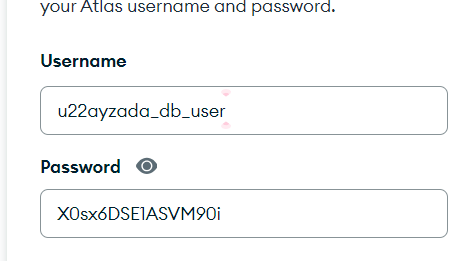 your Atlas username and password.
Username
u22ayzada_db_user
Password
X0sx6DSE1ASVM90i